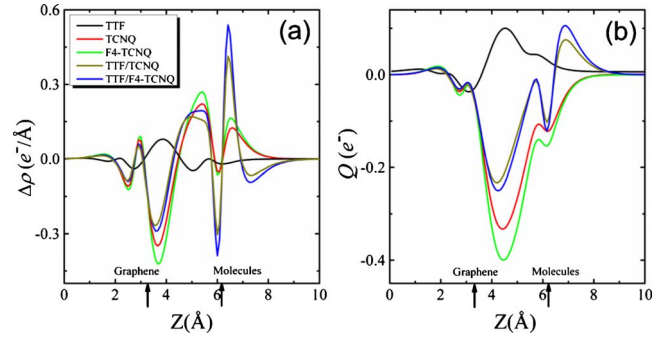 (a)
TTF
TCNQ
F4-TCNQ
TTF/TCNQ
TTF/F4-TCNQ
Δρ (e⁻/Å)
0.6
0.3
0.0
-0.3
Graphene
Molecules
0 2 4 6 8 10
Z(Å)
(b)
Q(e⁻)
0.0
-0.2
-0.4
Graphene
Molecules
0 2 4 6 8 10
Z(Å)